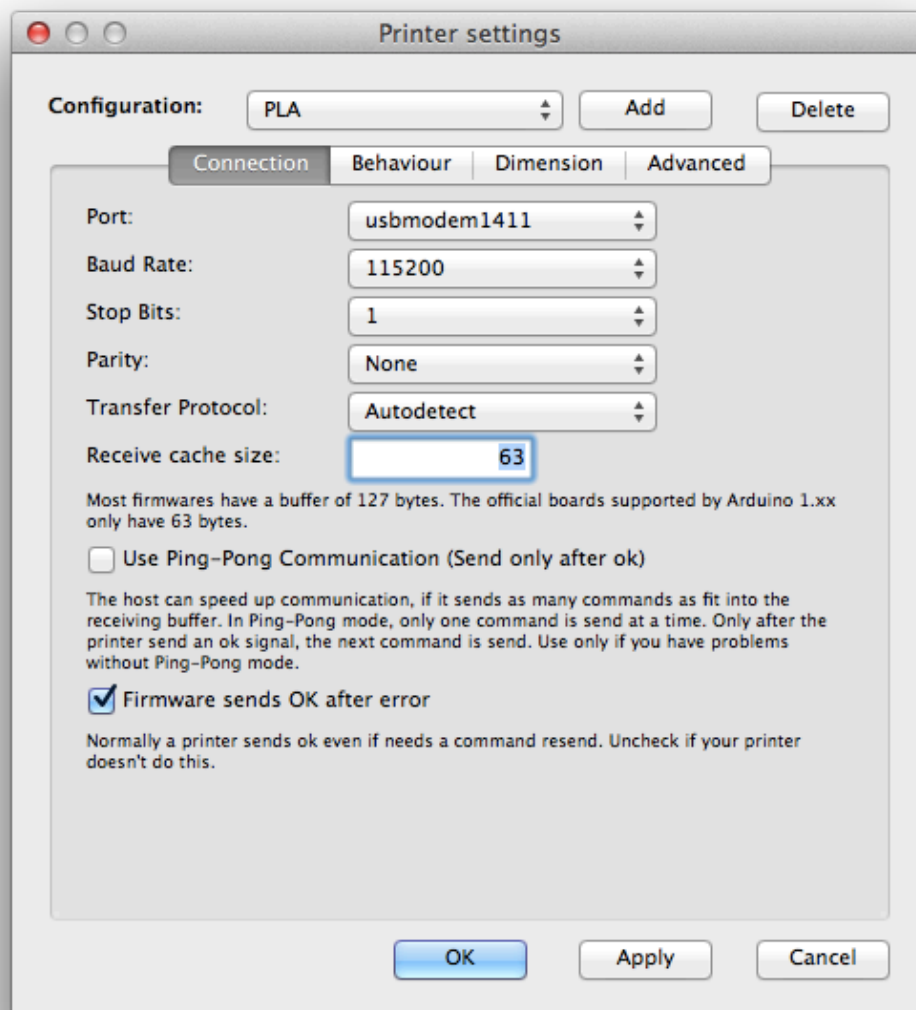 Printer settings
Configuration: PLA Add Delete
Connection Behaviour Dimension Advanced
Port: usbmodem1411
Baud Rate: 115200
Stop Bits: 1
Parity: None
Transfer Protocol: Autodetect
Receive cache size: 63
Most firmwares have a buffer of 127 bytes. The official boards supported by Arduino 1.xx
only have 63 bytes.
Use Ping-Pong Communication (Send only after ok)
The host can speed up communication, if it sends as many commands as fit into the
receiving buffer. In Ping-Pong mode, only one command is send at a time. Only after the
printer send an ok signal, the next command is send. Use only if you have problems
without Ping-Pong mode.
Firmware sends OK after error
Normally a printer sends ok even if needs a command resend. Uncheck if your printer
doesn't do this.
OK Apply Cancel